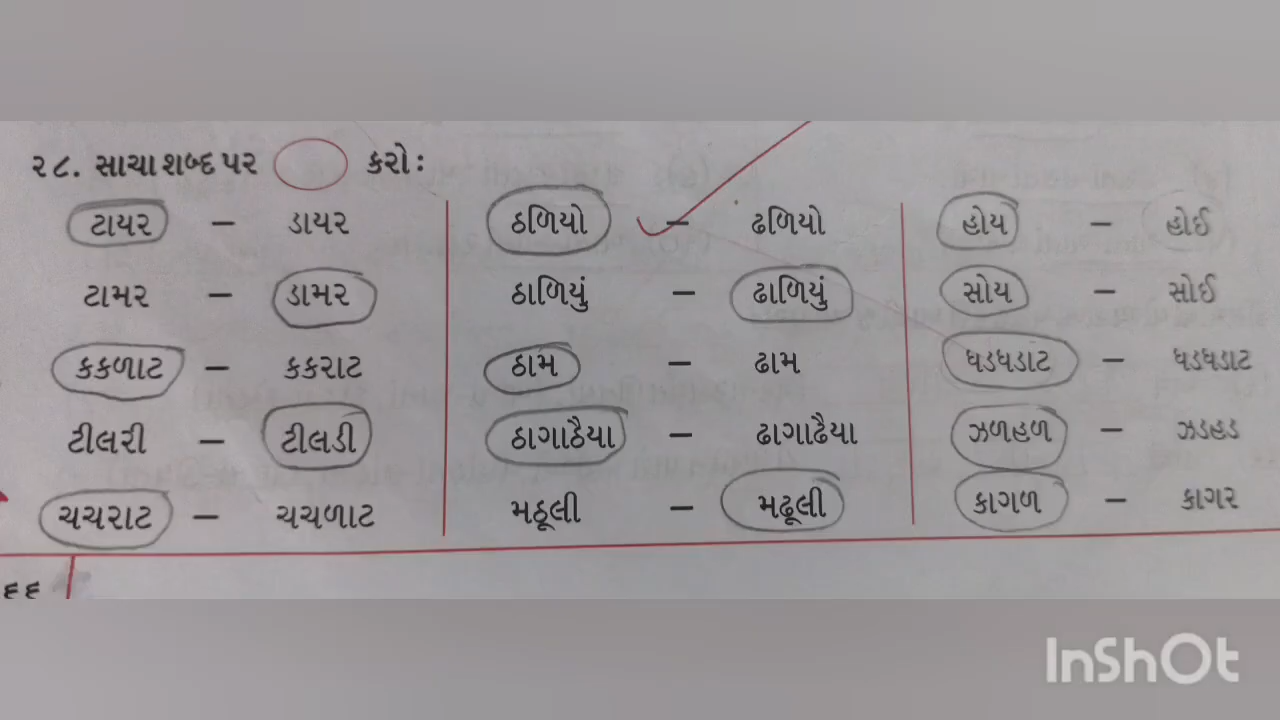 ૨૮. સાચા શબ્દ પર કરો :
ટાયર – ડાયર
ટામર – ડામર
કકળાટ – કકરાટ
ટીલરી – ટીલડી
ચચરાટ – ચચળાટ
ઠળિયો – ઢળિયો
ઠાળિયું – ઢાળિયું
ઠામ – ઢામ
ઠાગાઠૈયા – ઢાગાઢૈયા
મઠૂલી – મઢૂલી
હોય – હોઈ
સોય – સોઈ
ધડધડાટ – ધડધડાટ
ઝળહળ – ઝડહડ
કાગળ – કાગર
૬૬
InShOt